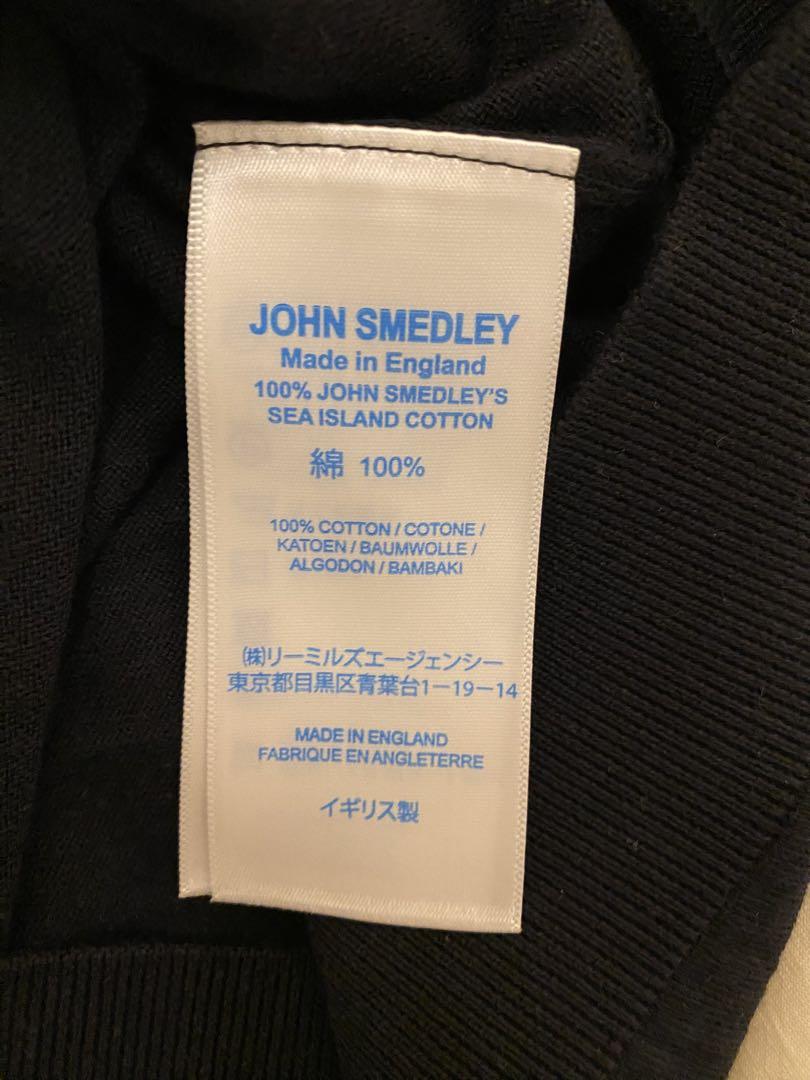 JOHN SMEDLEY
Made in England
100% JOHN SMEDLEY'S
SEA ISLAND COTTON
綿 100%
100% COTTON / COTONE /
KATOEN / BAUMWOLLE /
ALGODON / BAMBAKI
㈱リーミルズエージェンシー
東京都目黒区青葉台1-19-14
MADE IN ENGLAND
FABRIQUE EN ANGLETERRE
イギリス製